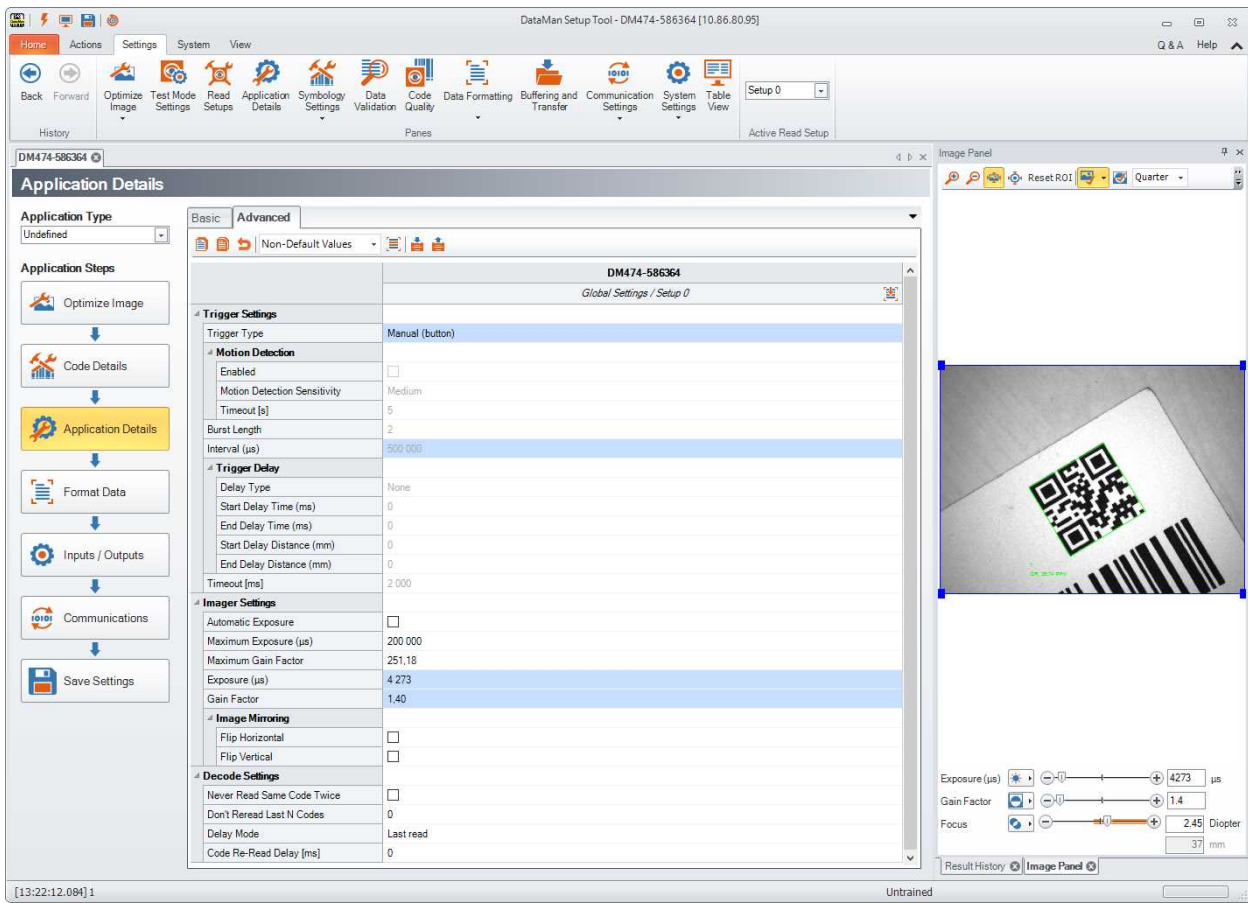 DataMan Setup Tool - DM474-586364 [10.86.80.95]
Home Actions Settings System View Q & A Help
Back Forward Optimize Image Test Mode Settings Read Setups Application Details Symbology Settings Data Validation Code Quality Data Formatting Buffering and Transfer Communication Settings System Settings Table View Setup 0
History Panes Active Read Setup
DM474-586364
Application Details
Application Type
Undefined
Application Steps
Optimize Image
Code Details
Application Details
Format Data
Inputs / Outputs
Communications
Save Settings
Basic Advanced
Non-Default Values
DM474-586364
Global Settings / Setup 0
Trigger Settings
Trigger Type Manual (button)
Motion Detection
Enabled
Motion Detection Sensitivity Medium
Timeout [s] 5
Burst Length 2
Interval (µs) 500 000
Trigger Delay
Delay Type None
Start Delay Time (ms) 0
End Delay Time (ms) 0
Start Delay Distance (mm) 0
End Delay Distance (mm) 0
Timeout [ms] 2 000
Imager Settings
Automatic Exposure
Maximum Exposure (µs) 200 000
Maximum Gain Factor 251,18
Exposure (µs) 4 273
Gain Factor 1,40
Image Mirroring
Flip Horizontal
Flip Vertical
Decode Settings
Never Read Same Code Twice
Don't Reread Last N Codes 0
Delay Mode Last read
Code Re-Read Delay [ms] 0
Image Panel
Reset ROI Quarter
Exposure (µs) 4273 µs
Gain Factor 1.4
Focus 2.45 Diopter
37 mm
Result History Image Panel
[13:22:12.084] 1 Untrained